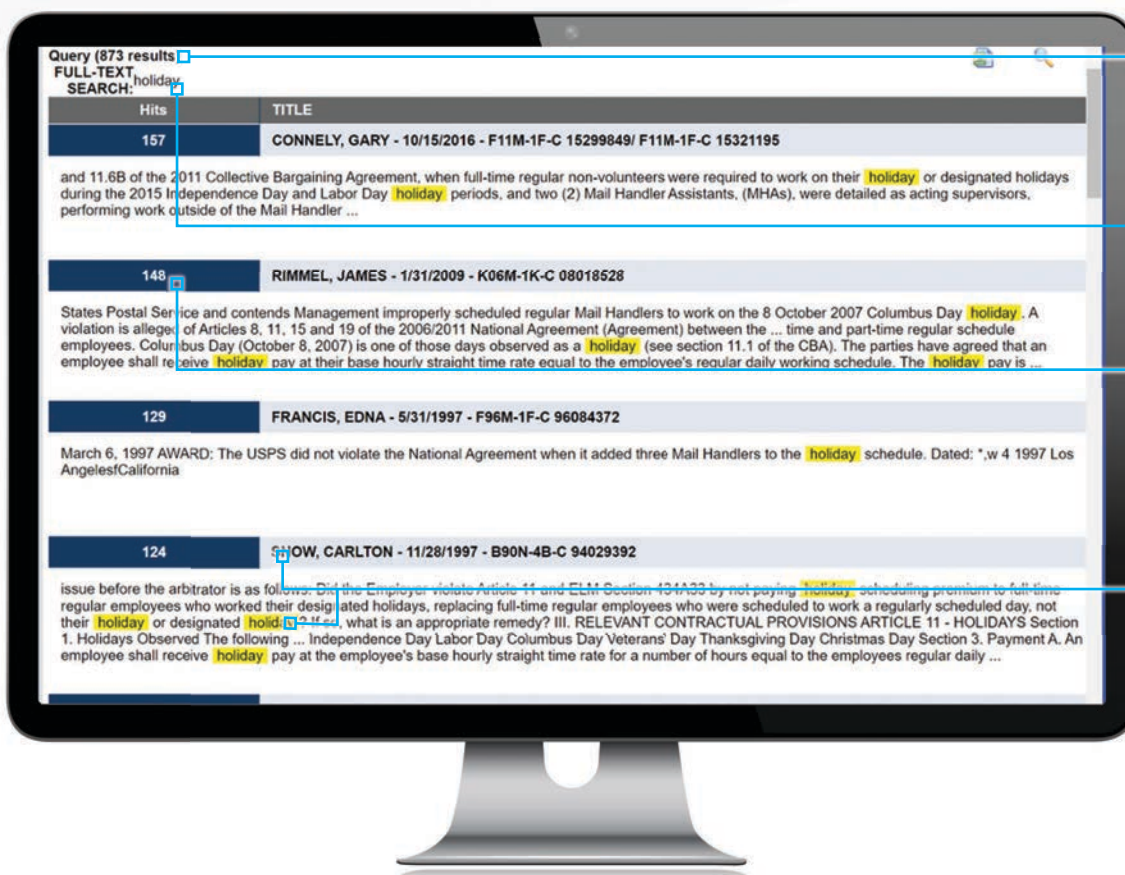 Query (873 results
FULL-TEXT
SEARCH: holiday
Hits TITLE
157 CONNELY, GARY - 10/15/2016 - F11M-1F-C 15299849/ F11M-1F-C 15321195
and 11.6B of the 2011 Collective Bargaining Agreement, when full-time regular non-volunteers were required to work on their holiday or designated holidays
during the 2015 Independence Day and Labor Day holiday periods, and two (2) Mail Handler Assistants, (MHAs), were detailed as acting supervisors,
performing work outside of the Mail Handler ...
148 RIMMEL, JAMES - 1/31/2009 - K06M-1K-C 08018528
States Postal Service and contends Management improperly scheduled regular Mail Handlers to work on the 8 October 2007 Columbus Day holiday . A
violation is alleged of Articles 8, 11, 15 and 19 of the 2006/2011 National Agreement (Agreement) between the ... time and part-time regular schedule
employees. Columbus Day (October 8, 2007) is one of those days observed as a holiday (see section 11.1 of the CBA). The parties have agreed that an
employee shall receive holiday pay at their base hourly straight time rate equal to the employee's regular daily working schedule. The holiday pay is ...
129 FRANCIS, EDNA - 5/31/1997 - F96M-1F-C 96084372
March 6, 1997 AWARD: The USPS did not violate the National Agreement when it added three Mail Handlers to the holiday schedule. Dated: *,w 4 1997 Los
AngelesfCalifornia
124 SNOW, CARLTON - 11/28/1997 - B90N-4B-C 94029392
issue before the arbitrator is as follows: Did the Employer violate Article 11 and ELM Section 434A33 by not paying holiday scheduling premium to full-time
regular employees who worked their designated holidays, replacing full-time regular employees who were scheduled to work a regularly scheduled day, not
their holiday or designated holiday ? If so, what is an appropriate remedy? III. RELEVANT CONTRACTUAL PROVISIONS ARTICLE 11 - HOLIDAYS Section
1. Holidays Observed The following ... Independence Day Labor Day Columbus Day Veterans' Day Thanksgiving Day Christmas Day Section 3. Payment A. An
employee shall receive holiday pay at the employee's base hourly straight time rate for a number of hours equal to the employees regular daily ...